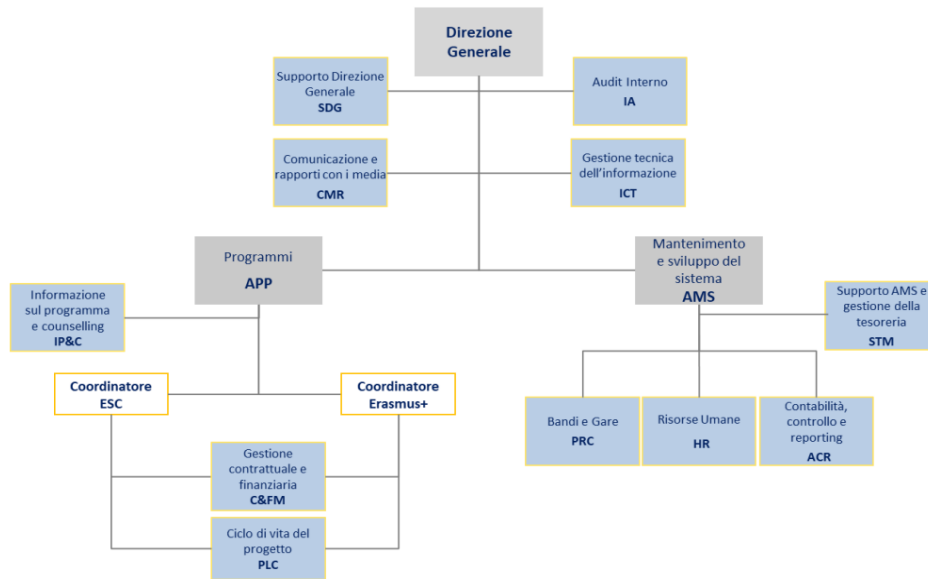 Direzione
Generale
Supporto Direzione
Generale
SDG
Audit Interno
IA
Comunicazione e
rapporti con i media
CMR
Gestione tecnica
dell'informazione
ICT
Programmi
APP
Mantenimento
e sviluppo del
sistema
AMS
Informazione
sul programma
e counselling
IP&C
Supporto AMS e
gestione della
tesoreria
STM
Coordinatore
ESC
Coordinatore
Erasmus+
Bandi e Gare
PRC
Risorse Umane
HR
Contabilità,
controllo e
reporting
ACR
Gestione
contrattuale e
finanziaria
C&FM
Ciclo di vita del
progetto
PLC